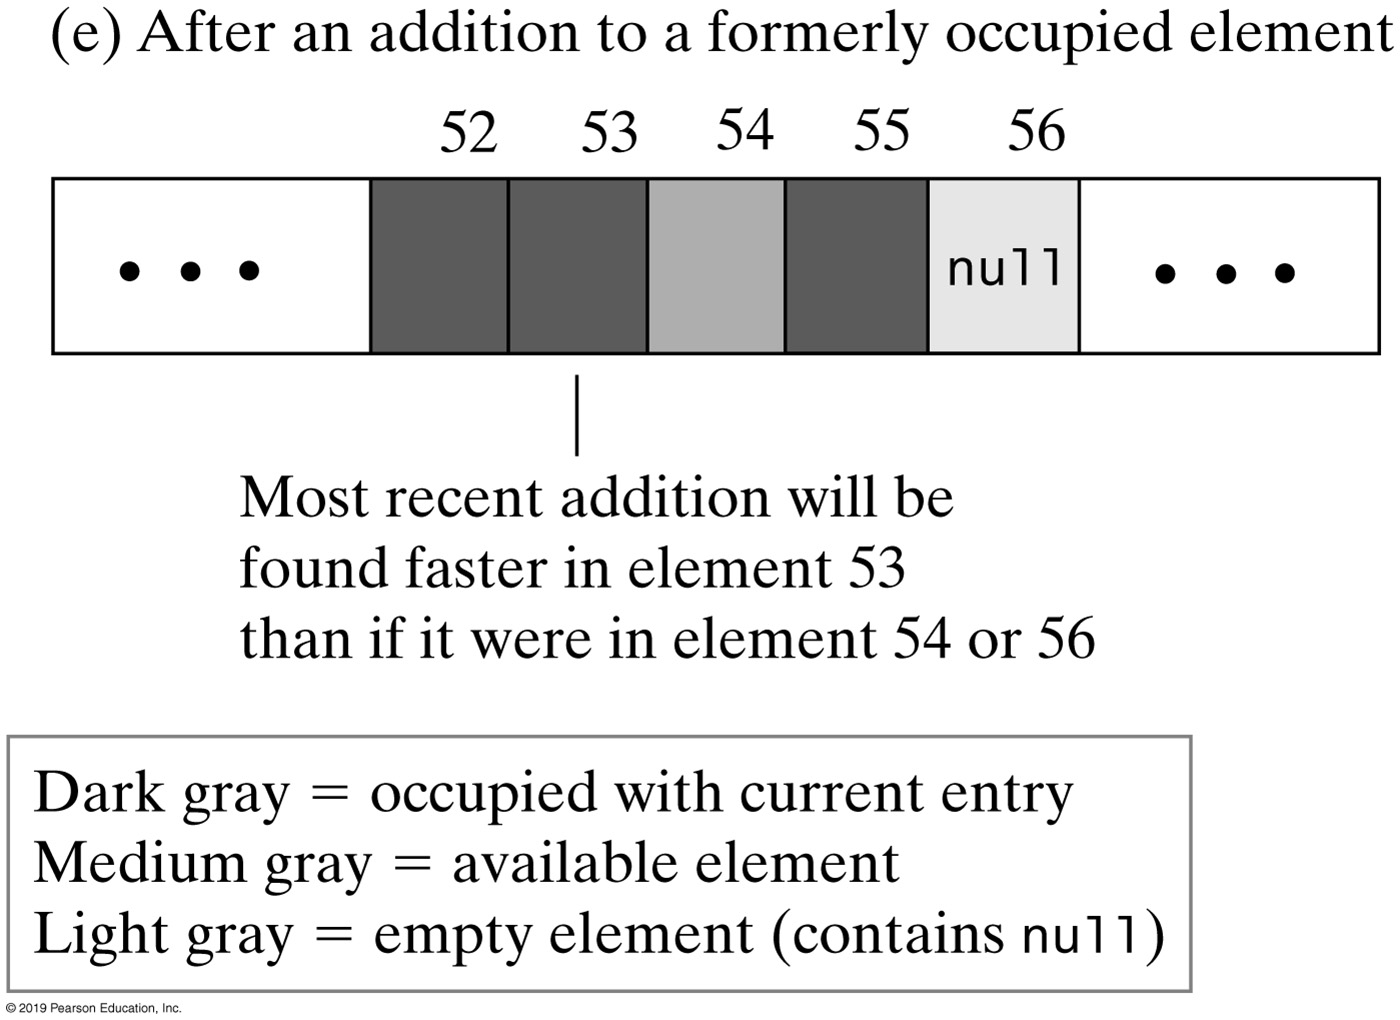 (e) After an addition to a formerly occupied element
52 53 54 55 56
• • • null • • •
Most recent addition will be
found faster in element 53
than if it were in element 54 or 56
Dark gray = occupied with current entry
Medium gray = available element
Light gray = empty element (contains null)
© 2019 Pearson Education, Inc.